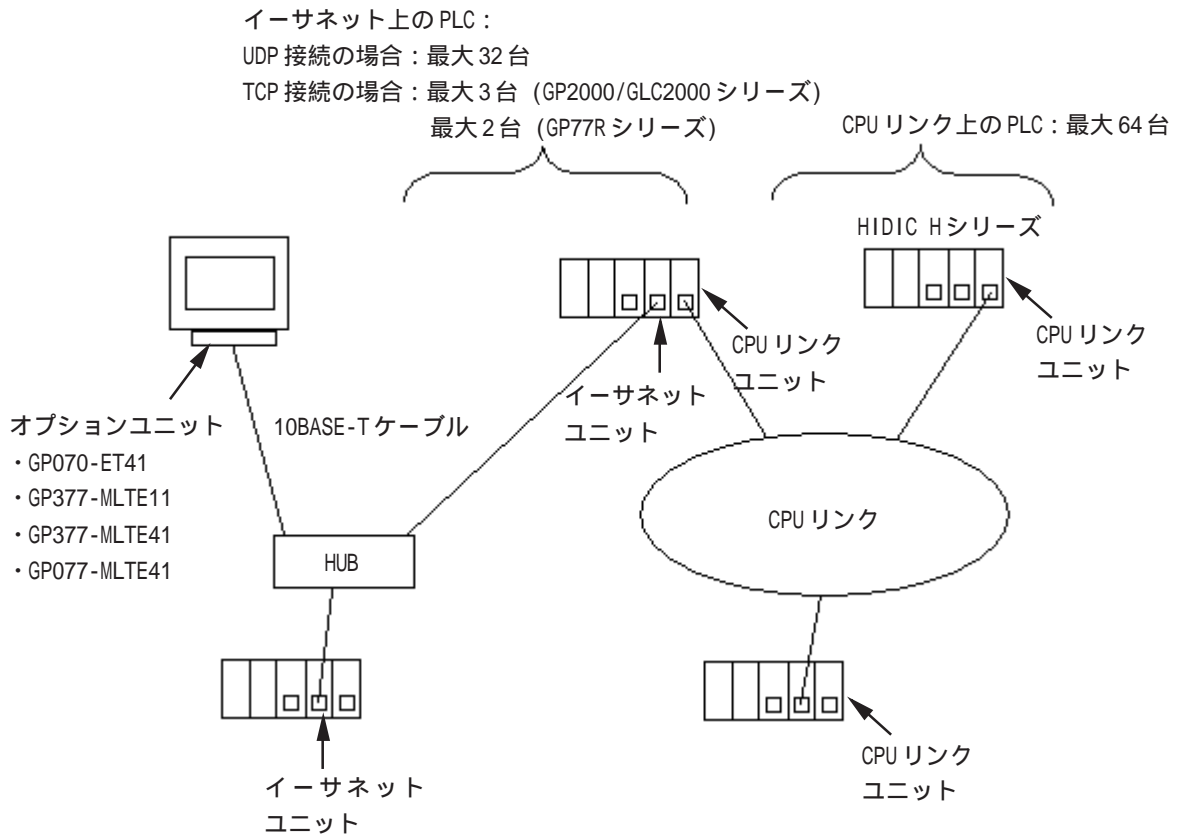 イーサネット上の PLC：
UDP 接続の場合：最大 32 台
TCP 接続の場合：最大 3 台 (GP2000/GLC2000 シリーズ)
最大 2 台 (GP77R シリーズ)
CPU リンク上の PLC：最大 64 台
HIDIC H シリーズ
CPU リンク
ユニット
CPU リンク
ユニット
イーサネット
ユニット
オプションユニット
・GP070-ET41
・GP377-MLTE11
・GP377-MLTE41
・GP077-MLTE41
10BASE-T ケーブル
HUB
CPU リンク
イーサネット
ユニット
CPU リンク
ユニット